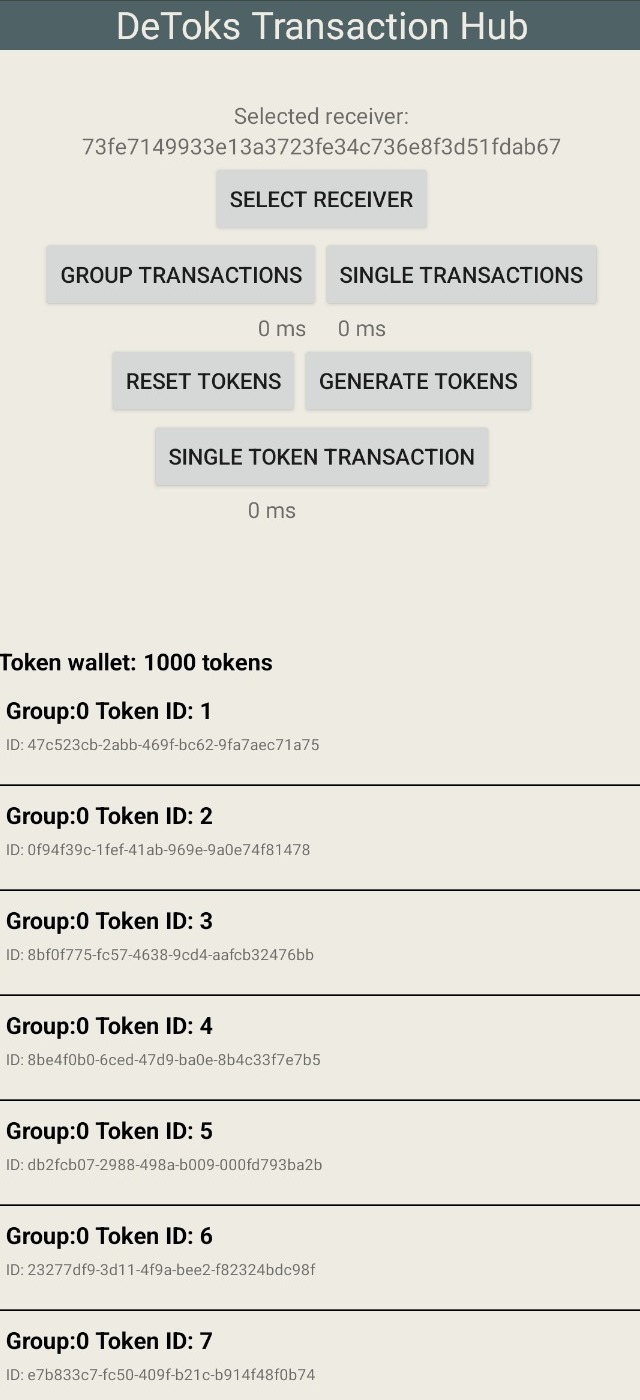 DeToks Transaction Hub
Selected receiver:
73fe7149933e13a3723fe34c736e8f3d51fdab67
SELECT RECEIVER
GROUP TRANSACTIONS SINGLE TRANSACTIONS
0 ms 0 ms
RESET TOKENS GENERATE TOKENS
SINGLE TOKEN TRANSACTION
0 ms
Token wallet: 1000 tokens
Group:0 Token ID: 1
ID: 47c523cb-2abb-469f-bc62-9fa7aec71a75
Group:0 Token ID: 2
ID: 0f94f39c-1fef-41ab-969e-9a0e74f81478
Group:0 Token ID: 3
ID: 8bf0f775-fc57-4638-9cd4-aafcb32476bb
Group:0 Token ID: 4
ID: 8be4f0b0-6ced-47d9-ba0e-8b4c33f7e7b5
Group:0 Token ID: 5
ID: db2fcb07-2988-498a-b009-000fd793ba2b
Group:0 Token ID: 6
ID: 23277df9-3d11-4f9a-bee2-f82324bdc98f
Group:0 Token ID: 7
ID: e7b833c7-fc50-409f-b21c-b914f48f0b74